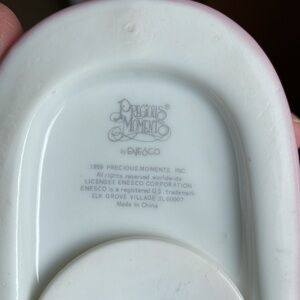 PRECIOUS
MOMENTS®
by ENESCO
1999 PRECIOUS MOMENTS, INC.
All rights reserved worldwide
LICENSEE ENESCO CORPORATION.
ENESCO is a registered U.S. trademark
ELK GROVE VILLAGE, IL 60007
Made in China